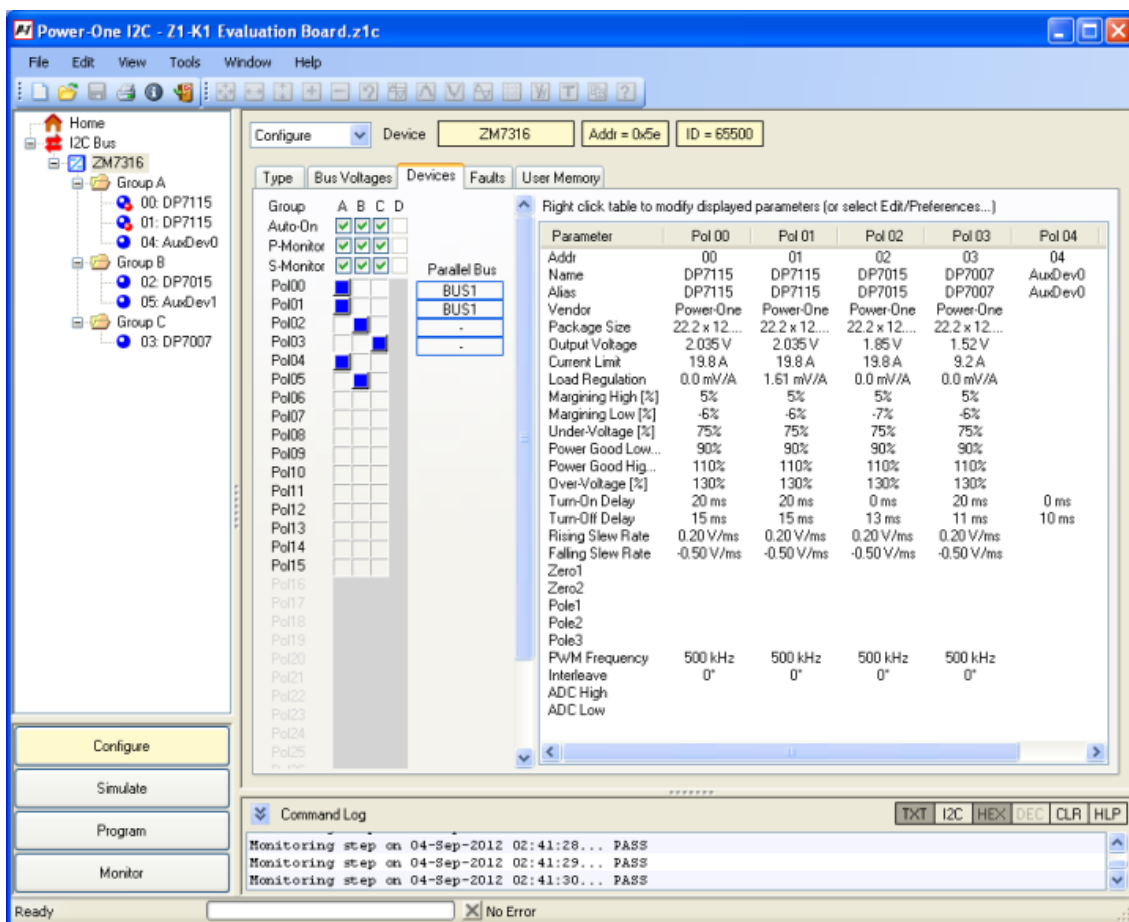 Power-One I2C - Z1-K1 Evaluation Board.z1c
File Edit View Tools Window Help
Home
I2C Bus
ZM7316
Group A
00: DP7115
01: DP7115
04: AuxDev0
Group B
02: DP7015
05: AuxDev1
Group C
03: DP7007
Configure
Simulate
Program
Monitor
Configure Device ZM7316 Addr = 0x5e ID = 65500
Type Bus Voltages Devices Faults User Memory
Group A B C D
Auto-On
P-Monitor
S-Monitor
Parallel Bus
Pol00 BUS1
Pol01 BUS1
Pol02 -
Pol03 -
Pol04
Pol05
Pol06
Pol07
Pol08
Pol09
Pol10
Pol11
Pol12
Pol13
Pol14
Pol15
Pol16
Pol17
Pol18
Pol19
Pol20
Pol21
Pol22
Pol23
Pol24
Pol25
Right click table to modify displayed parameters (or select Edit/Preferences...)
Parameter Pol 00 Pol 01 Pol 02 Pol 03 Pol 04
Addr 00 01 02 03 04
Name DP7115 DP7115 DP7015 DP7007 AuxDev0
Alias DP7115 DP7115 DP7015 DP7007 AuxDev0
Vendor Power-One Power-One Power-One Power-One
Package Size 22.2 x 12.... 22.2 x 12.... 22.2 x 12.... 22.2 x 12....
Output Voltage 2.035 V 2.035 V 1.85 V 1.52 V
Current Limit 19.8 A 19.8 A 19.8 A 9.2 A
Load Regulation 0.0 mV/A 1.61 mV/A 0.0 mV/A 0.0 mV/A
Margining High [%] 5% 5% 5% 5%
Margining Low [%] -6% -6% -7% -6%
Under-Voltage [%] 75% 75% 75% 75%
Power Good Low... 90% 90% 90% 90%
Power Good Hig... 110% 110% 110% 110%
Over-Voltage [%] 130% 130% 130% 130%
Turn-On Delay 20 ms 20 ms 0 ms 20 ms 0 ms
Turn-Off Delay 15 ms 15 ms 13 ms 11 ms 10 ms
Rising Slew Rate 0.20 V/ms 0.20 V/ms 0.20 V/ms 0.20 V/ms
Falling Slew Rate -0.50 V/ms -0.50 V/ms -0.50 V/ms -0.50 V/ms
Zero1
Zero2
Pole1
Pole2
Pole3
PWM Frequency 500 kHz 500 kHz 500 kHz 500 kHz
Interleave 0° 0° 0° 0°
ADC High
ADC Low
Command Log TXT I2C HEX DEC CLR HLP
Monitoring step on 04-Sep-2012 02:41:28... PASS
Monitoring step on 04-Sep-2012 02:41:29... PASS
Monitoring step on 04-Sep-2012 02:41:30... PASS
Ready No Error